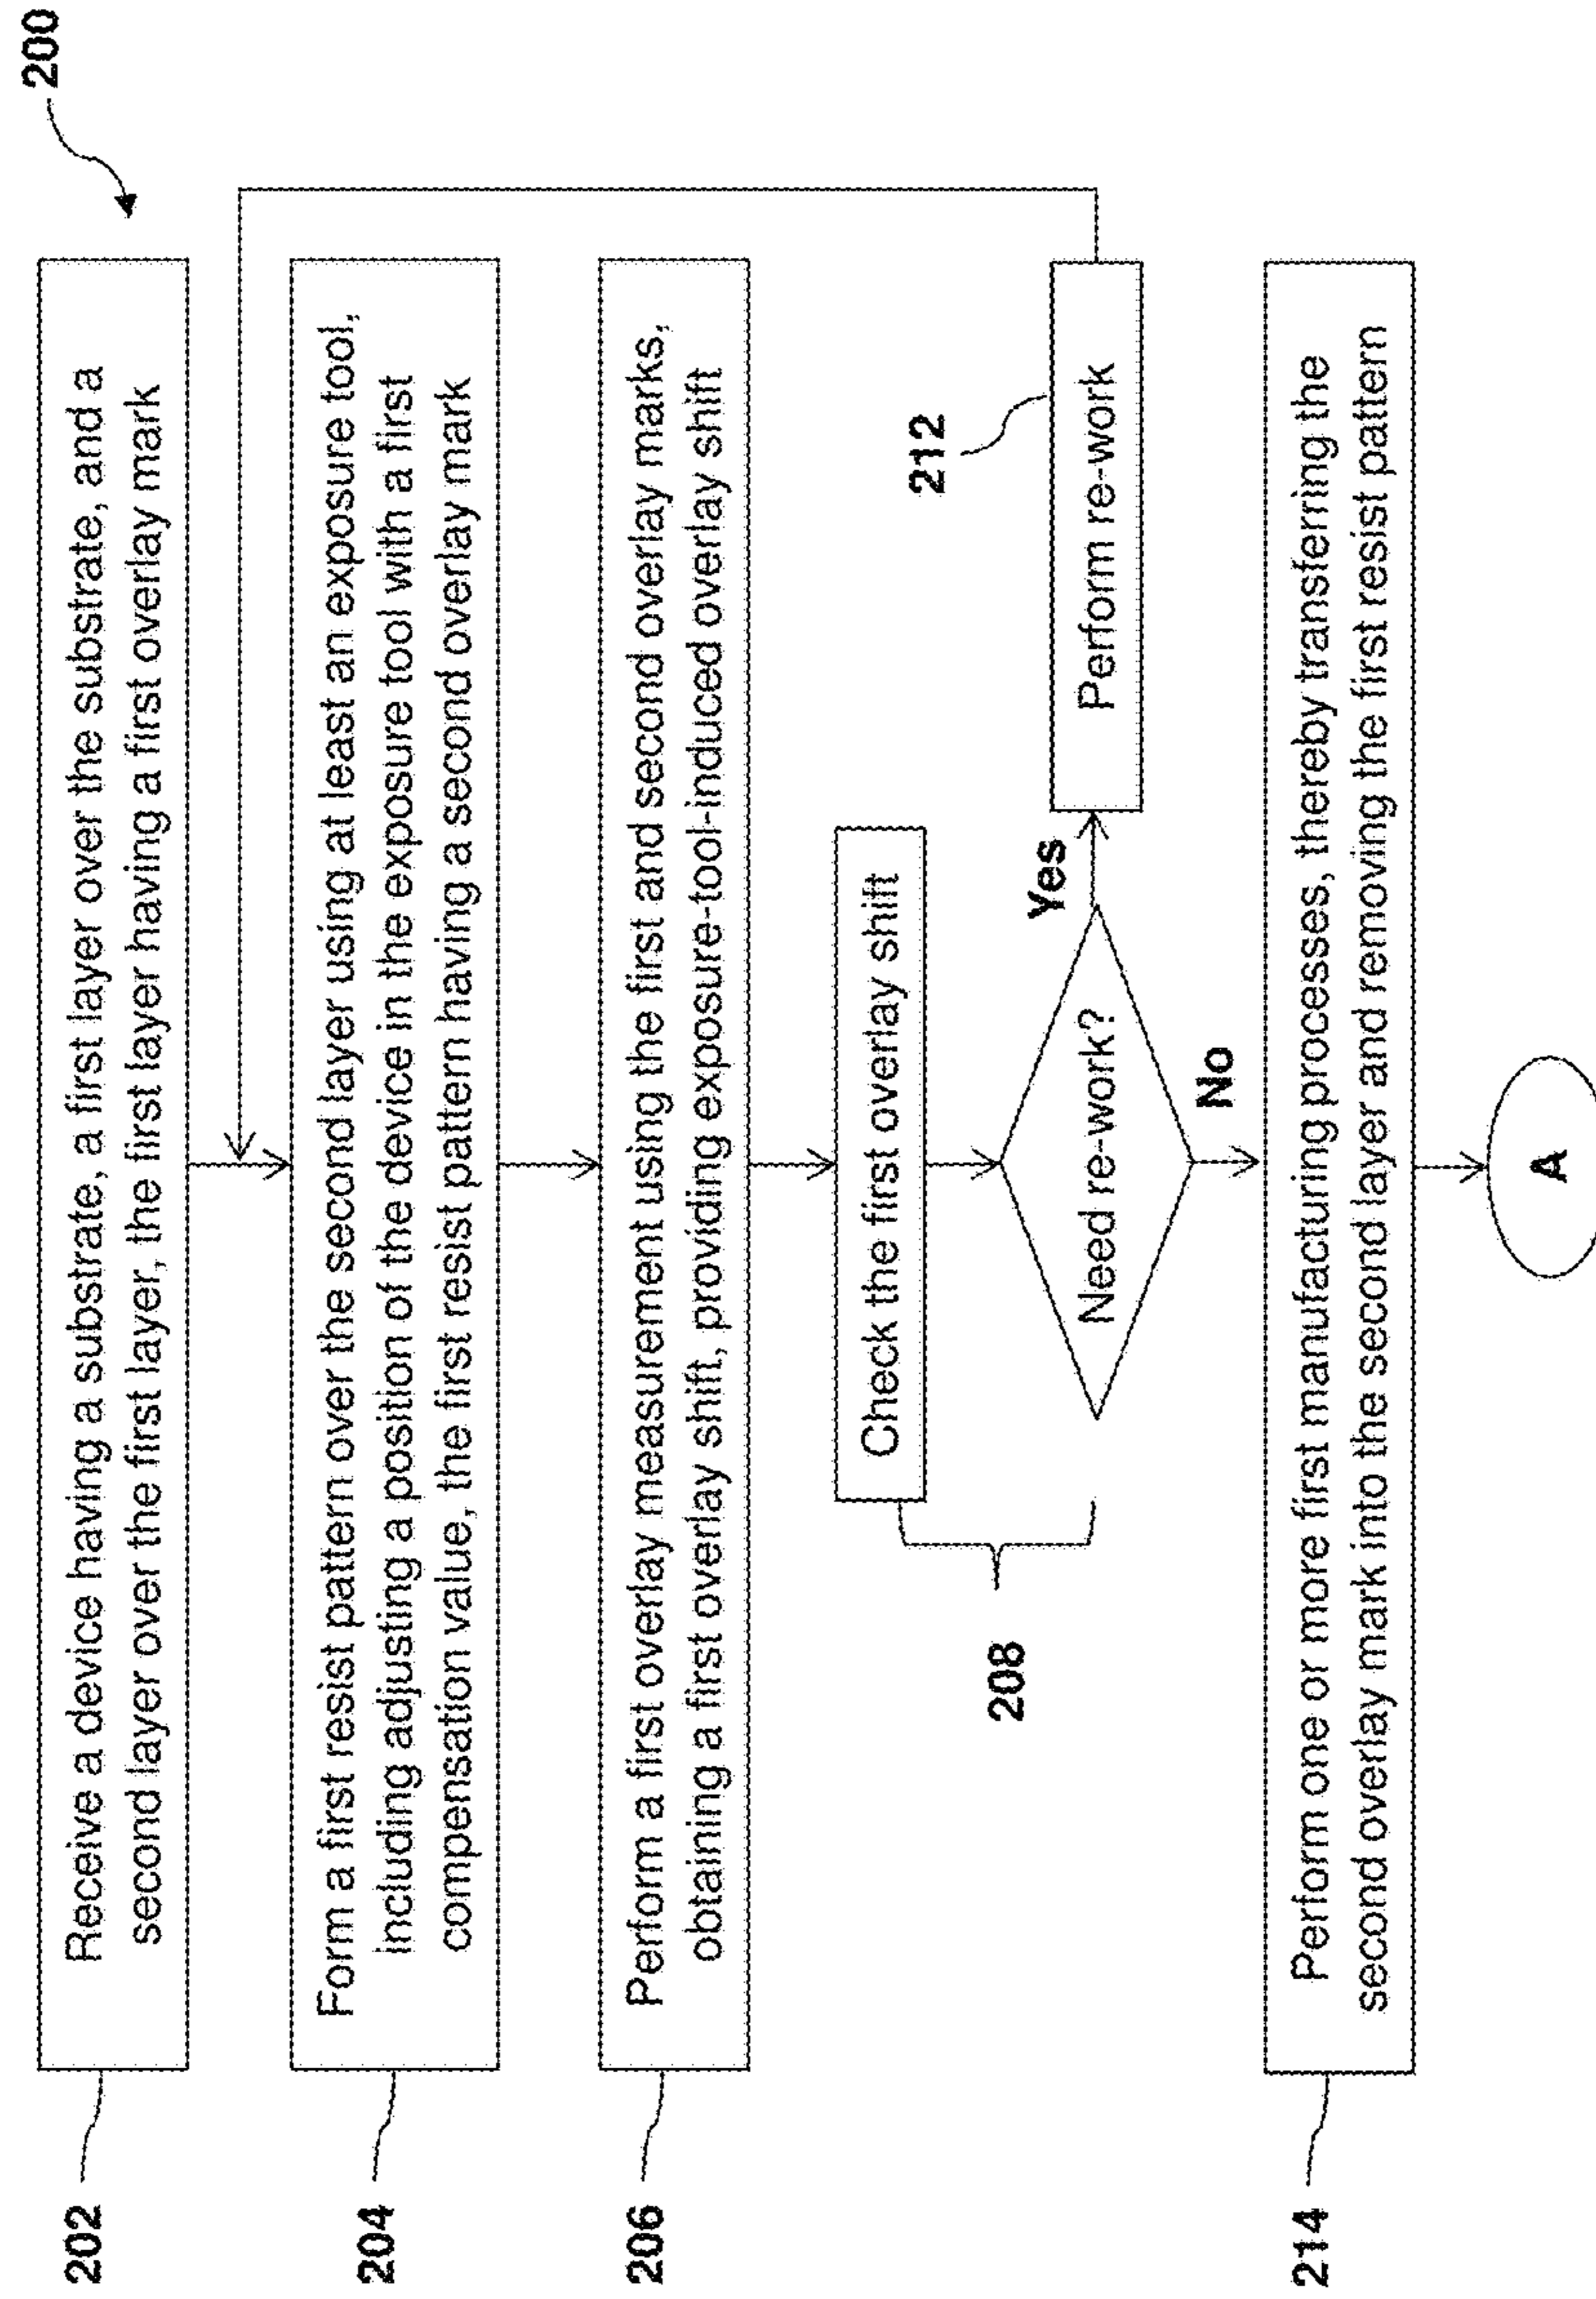 200
202
Receive a device having a substrate, a first layer over the substrate, and a
second layer over the first layer, the first layer having a first overlay mark
204
Form a first resist pattern over the second layer using at least an exposure tool,
including adjusting a position of the device in the exposure tool with a first
compensation value, the first resist pattern having a second overlay mark
206
Perform a first overlay measurement using the first and second overlay marks,
obtaining a first overlay shift, providing exposure-tool-induced overlay shift
208
Check the first overlay shift
Need re-work?
Yes
212
Perform re-work
No
214
Perform one or more first manufacturing processes, thereby transferring the
second overlay mark into the second layer and removing the first resist pattern
A